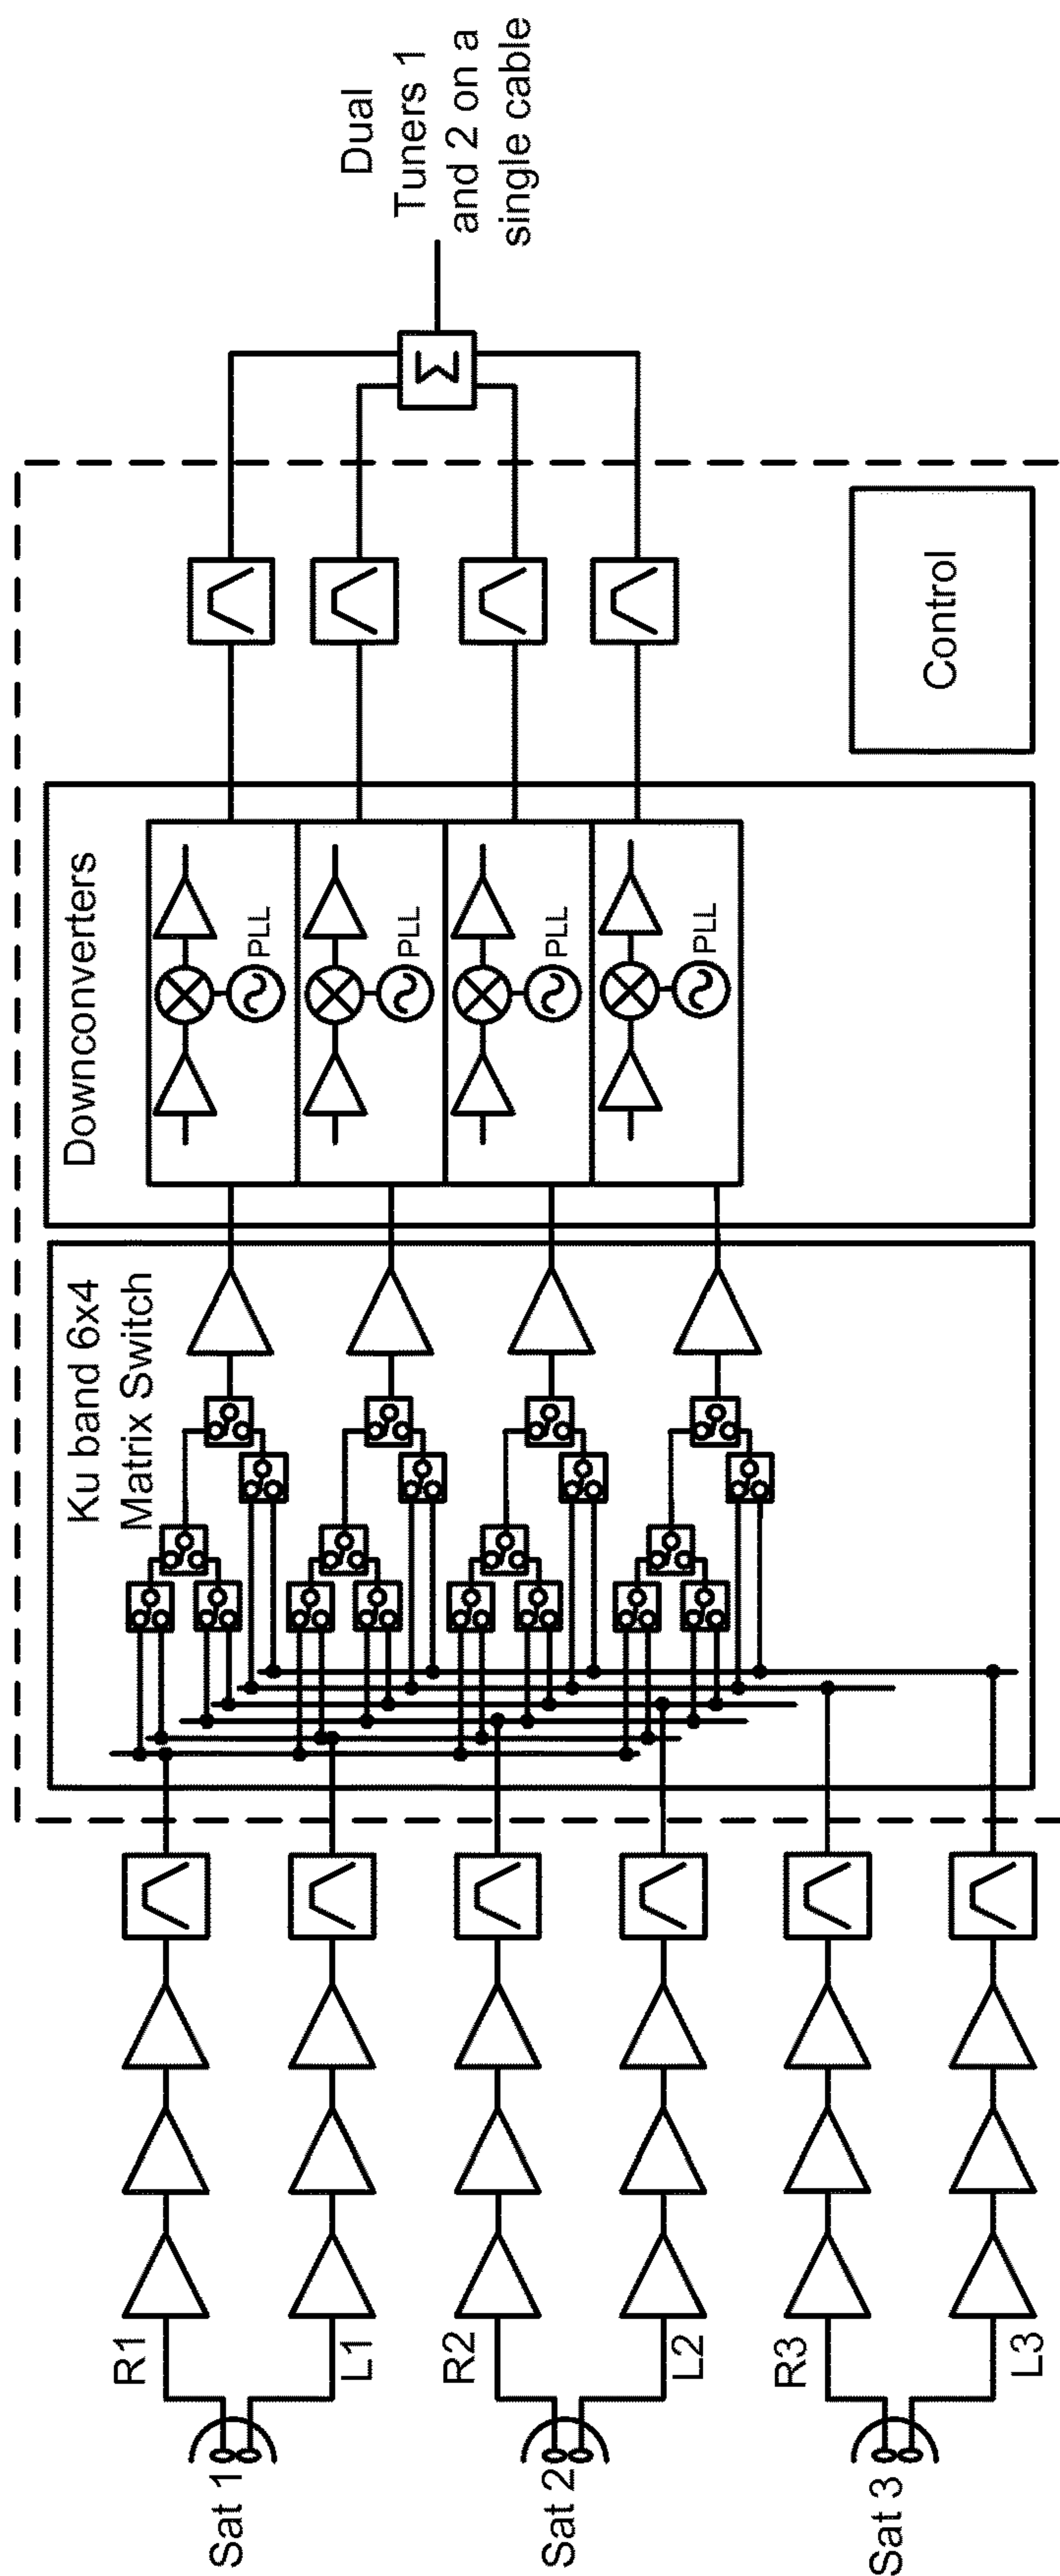 Sat 1
R1
L1
Sat 2
R2
L2
Sat 3
R3
L3
Ku band 6x4
Matrix Switch
Downconverters
PLL
PLL
PLL
PLL
Control
Dual
Tuners 1
and 2 on a
single cable
Σ